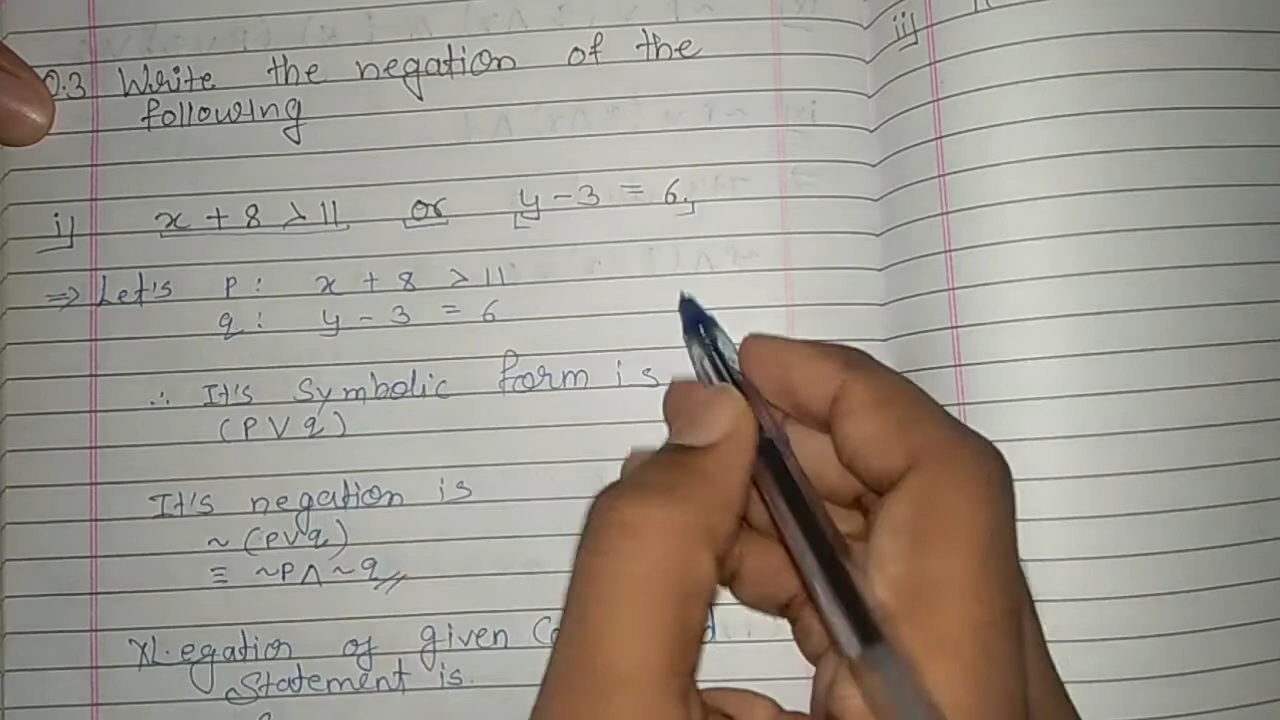 Q.3 Write the negation of the
following
i) x + 8 > 11 or y - 3 = 6.
⇒ Let's p : x + 8 > 11
q : y - 3 = 6
∴ It's Symbolic form is
(P V q)
It's negation is
~ (P V q)
≡ ~P ∧ ~q //
Negation of given
Statement is.
ii)